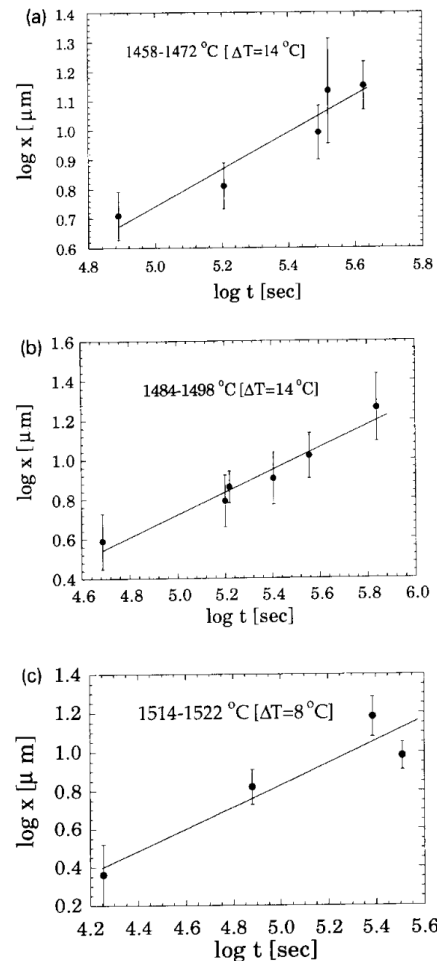 (a)
1458-1472 °C [ΔT=14 °C]
1.4
1.3
1.2
1.1
1.0
0.9
0.8
0.7
0.6
log x [ μm]
4.8 5.0 5.2 5.4 5.6 5.8
log t [sec]
(b)
1484-1498 °C [ΔT=14 °C]
1.6
1.4
1.2
1.0
0.8
0.6
0.4
log x [ μm]
4.6 4.8 5.0 5.2 5.4 5.6 5.8 6.0
log t [sec]
(c)
1514-1522 °C [ΔT=8 °C]
1.4
1.2
1.0
0.8
0.6
0.4
0.2
log x [μ m]
4.2 4.4 4.6 4.8 5.0 5.2 5.4 5.6
log t [sec]